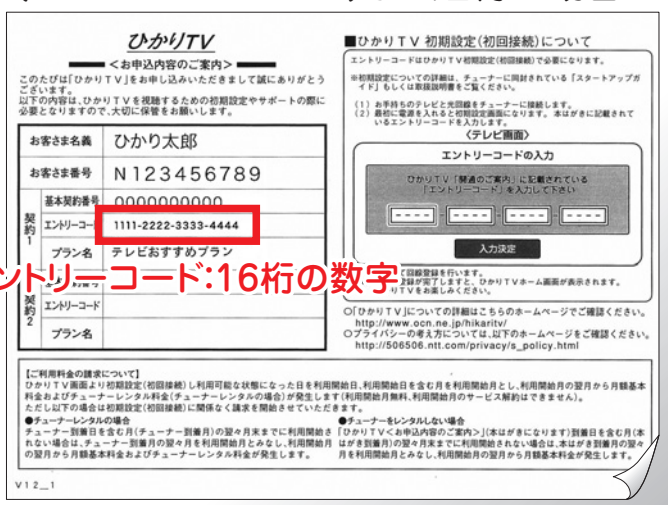 ひかりTV
＜お申込内容のご案内＞
このたびは「ひかりTV」をお申し込みいただきまして誠にありがとう
ございます。
以下の内容は、ひかりTVを視聴するための初期設定やサポートの際に
必要となりますので、大切に保管をお願いします。
お客さま名義 ひかり太郎
お客さま番号 N123456789
契約1
基本契約番号 0000000000
エントリーコード 1111-2222-3333-4444
プラン名 テレビおすすめプラン
ントリーコード:16桁の数字
契約2
エントリーコード
プラン名
■ひかりTV 初期設定(初回接続)について
エントリーコードはひかりTV初期設定(初回接続)で必要になります。
※初期設定についての詳細は、チューナーに同封されている「スタートアップガ
イド」もしくは取扱説明書をご覧ください。
(1) お手持ちのテレビと光回線をチューナーに接続します。
(2) 最初に電源を入れると初期設定画面になります。本はがきに記載されて
いるエントリーコードを入力します。
〈テレビ画面〉
エントリーコードの入力
ひかりTV「開通のご案内」に記載されている
「エントリーコード」を入力して下さい
---- - ---- - ---- - ----
入力決定
て回線登録を行います。
登録が完了しますと、ひかりTVホーム画面が表示されます。
りTVをお楽しみください。
○「ひかりTV」についての詳細はこちらのホームページでご確認ください。
http://www.ocn.ne.jp/hikaritv/
○プライバシーの考え方については、以下のホームページをご確認ください。
http://506506.ntt.com/privacy/s_policy.html
【ご利用料金の請求について】
ひかりTV画面より初期設定(初回接続)し利用可能な状態になった日を利用開始日、利用開始日を含む月を利用開始月とし、利用開始月の翌月から月額基本
料金およびチューナーレンタル料金(チューナーレンタルの場合)が発生します(利用開始月無料、利用開始月のサービス解約はできません)。
ただし以下の場合は初期設定(初回接続)に関係なく請求を開始させていただきます。
●チューナーレンタルの場合
チューナー到着日を含む月(チューナー到着月)の翌々月末までに利用開始さ
れない場合は、チューナー到着月の翌々月を利用開始月とみなし、利用開始月
の翌月から月額基本料金およびチューナーレンタル料金が発生します。
●チューナーをレンタルしない場合
「ひかりTV＜お申込内容のご案内＞」(本はがきになります)到着日を含む月(本
はがき到着月)の翌々月末までに利用開始されない場合は、本はがき到着月の翌々
月を利用開始月とみなし、利用開始月の翌月から月額基本料金が発生します。
V12_1